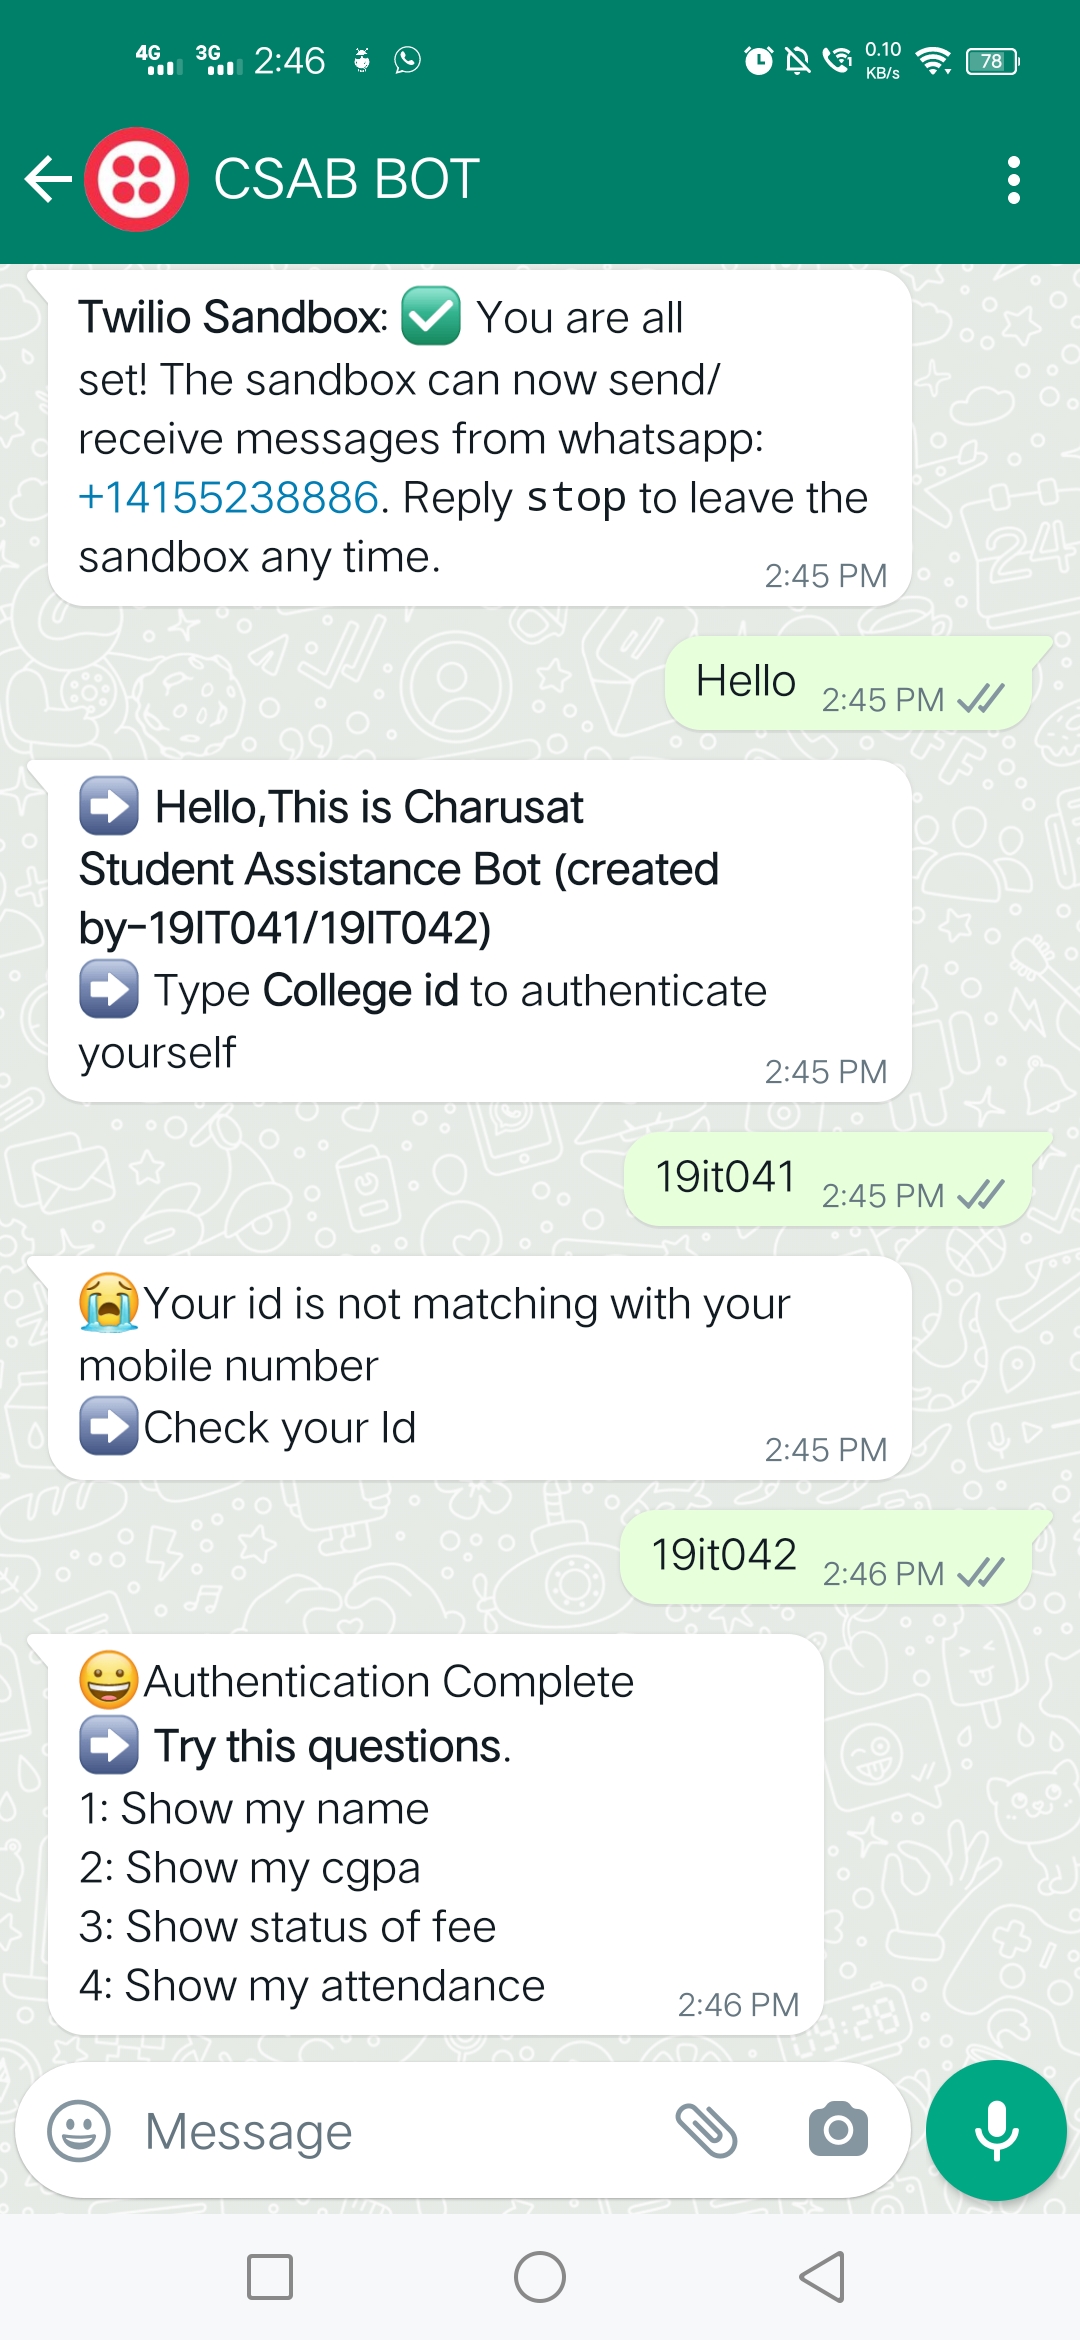 4G 3G 2:46 0.10 KB/s 78
CSAB BOT
Twilio Sandbox: ✅ You are all
set! The sandbox can now send/
receive messages from whatsapp:
+14155238886. Reply stop to leave the
sandbox any time.
2:45 PM
Hello 2:45 PM
➡️ Hello,This is Charusat
Student Assistance Bot (created
by-19IT041/19IT042)
➡️ Type College id to authenticate
yourself
2:45 PM
19it041 2:45 PM
😭Your id is not matching with your
mobile number
➡️Check your Id
2:45 PM
19it042 2:46 PM
😀Authentication Complete
➡️ Try this questions.
1: Show my name
2: Show my cgpa
3: Show status of fee
4: Show my attendance
2:46 PM
Message